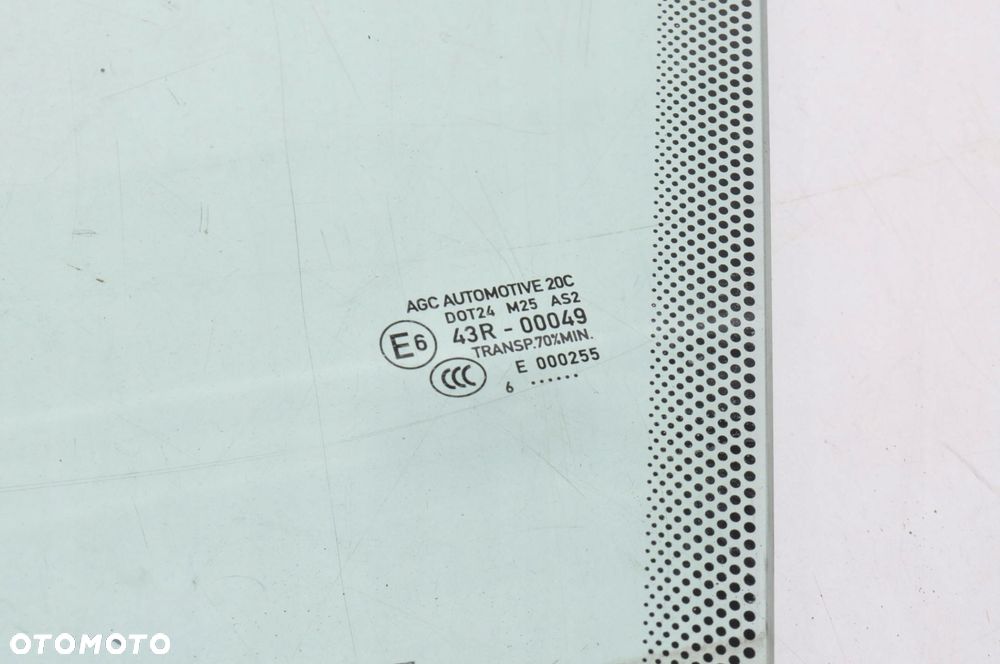 AGC AUTOMOTIVE 20C
DOT24 M25 AS2
E6 43R - 00049
TRANSP.70%MIN.
CCC E 000255
6 ......
OTOMOTO